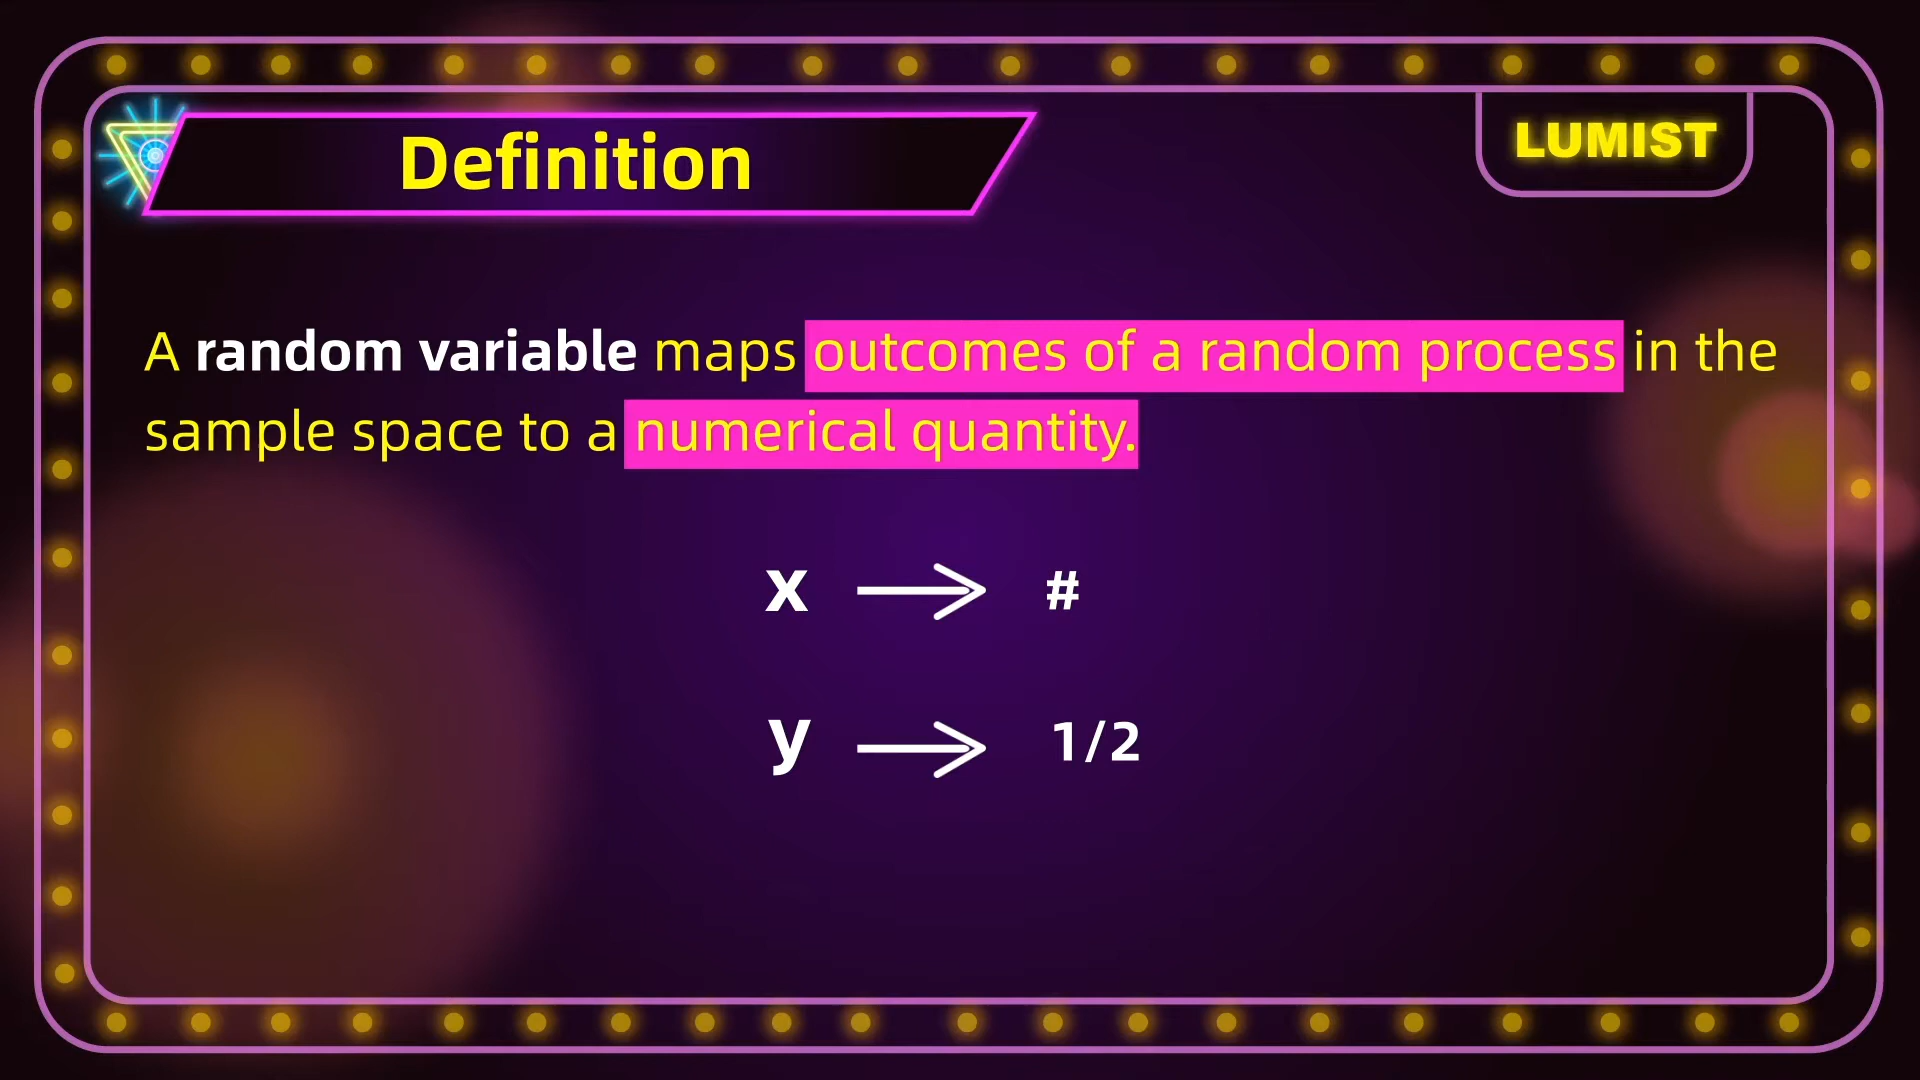 Definition
LUMIST
A random variable maps outcomes of a random process in the
sample space to a numerical quantity.
x → #
y → 1/2